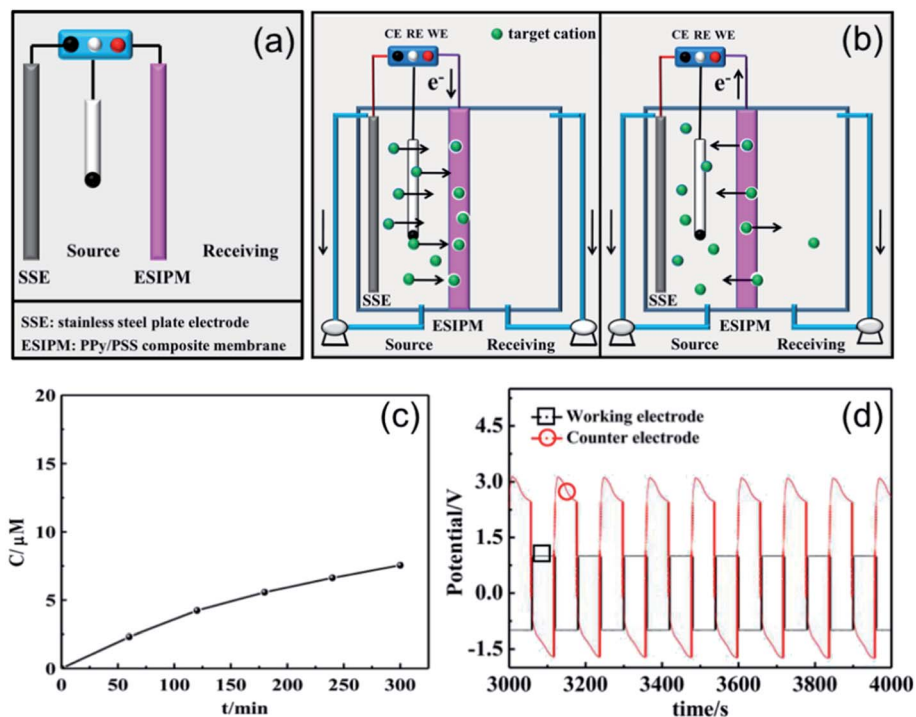 (a)
Source
Receiving
SSE
ESIPM
SSE: stainless steel plate electrode
ESIPM: PPy/PSS composite membrane
CE RE WE
target cation
e-
SSE
ESIPM
Source
Receiving
(b)
CE RE WE
e-
SSE
ESIPM
Source
Receiving
(c)
20
15
10
5
0
C/ μM
0 50 100 150 200 250 300
t/min
(d)
Working electrode
Counter electrode
4.5
3.0
1.5
0.0
-1.5
Potential/V
3000 3200 3400 3600 3800 4000
time/s